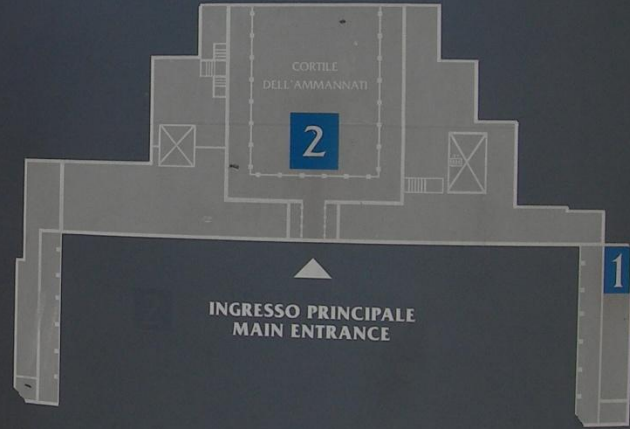 CORTILE
DELL'AMMANNATI
2
1
INGRESSO PRINCIPALE
MAIN ENTRANCE